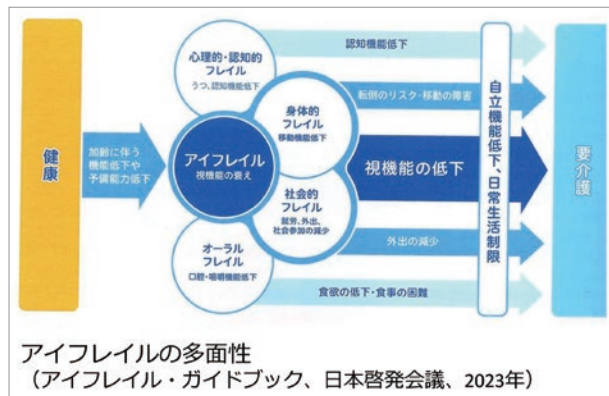 健康
加齢に伴う
機能低下や
予備能力低下
心理的・認知的
フレイル
うつ、認知機能低下
身体的
フレイル
移動機能低下
アイフレイル
視機能の衰え
社会的
フレイル
就労、外出、
社会参加の減少
オーラル
フレイル
口腔・咀嚼機能低下
認知機能低下
転倒のリスク・移動の障害
視機能の低下
外出の減少
食欲の低下・食事の困難
自立機能低下、日常生活制限
要介護
アイフレイルの多面性
（アイフレイル・ガイドブック、日本啓発会議、2023年）